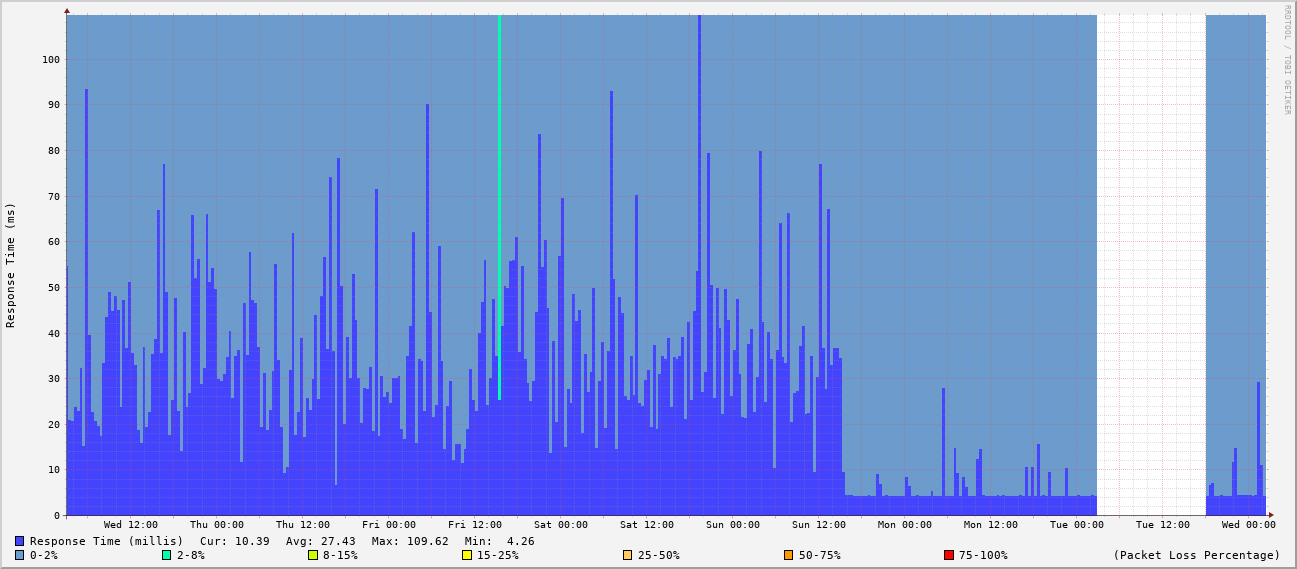 RRDTOOL / TOBI OETIKER
Response Time (ms)
100
90
80
70
60
50
40
30
20
10
0
Wed 12:00 Thu 00:00 Thu 12:00 Fri 00:00 Fri 12:00 Sat 00:00 Sat 12:00 Sun 00:00 Sun 12:00 Mon 00:00 Mon 12:00 Tue 00:00 Tue 12:00 Wed 00:00
Response Time (millis) Cur: 10.39 Avg: 27.43 Max: 109.62 Min: 4.26
0-2% 2-8% 8-15% 15-25% 25-50% 50-75% 75-100% (Packet Loss Percentage)